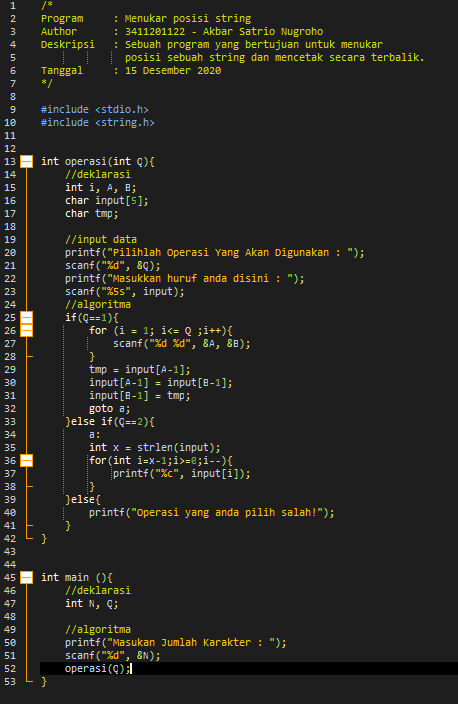 1 /*
2 Program     : Menukar posisi string
3 Author      : 3411201122 - Akbar Satrio Nugroho
4 Deskripsi   : Sebuah program yang bertujuan untuk menukar
5               posisi sebuah string dan mencetak secara terbalik.
6 Tanggal     : 15 Desember 2020
7 */
8
9 #include <stdio.h>
10 #include <string.h>
11
12
13 int operasi(int Q){
14     //deklarasi
15     int i, A, B;
16     char input[5];
17     char tmp;
18
19     //input data
20     printf("Pilihlah Operasi Yang Akan Digunakan : ");
21     scanf("%d", &Q);
22     printf("Masukkan huruf anda disini : ");
23     scanf("%5s", input);
24     //algoritma
25     if(Q==1){
26         for (i = 1; i<= Q ;i++){
27             scanf("%d %d", &A, &B);
28         }
29         tmp = input[A-1];
30         input[A-1] = input[B-1];
31         input[B-1] = tmp;
32         goto a;
33     }else if(Q==2){
34         a:
35         int x = strlen(input);
36         for(int i=x-1;i>=0;i--){
37             printf("%c", input[i]);
38         }
39     }else{
40         printf("Operasi yang anda pilih salah!");
41     }
42 }
43
44
45 int main (){
46     //deklarasi
47     int N, Q;
48
49     //algoritma
50     printf("Masukan Jumlah Karakter : ");
51     scanf("%d", &N);
52     operasi(Q);
53 }